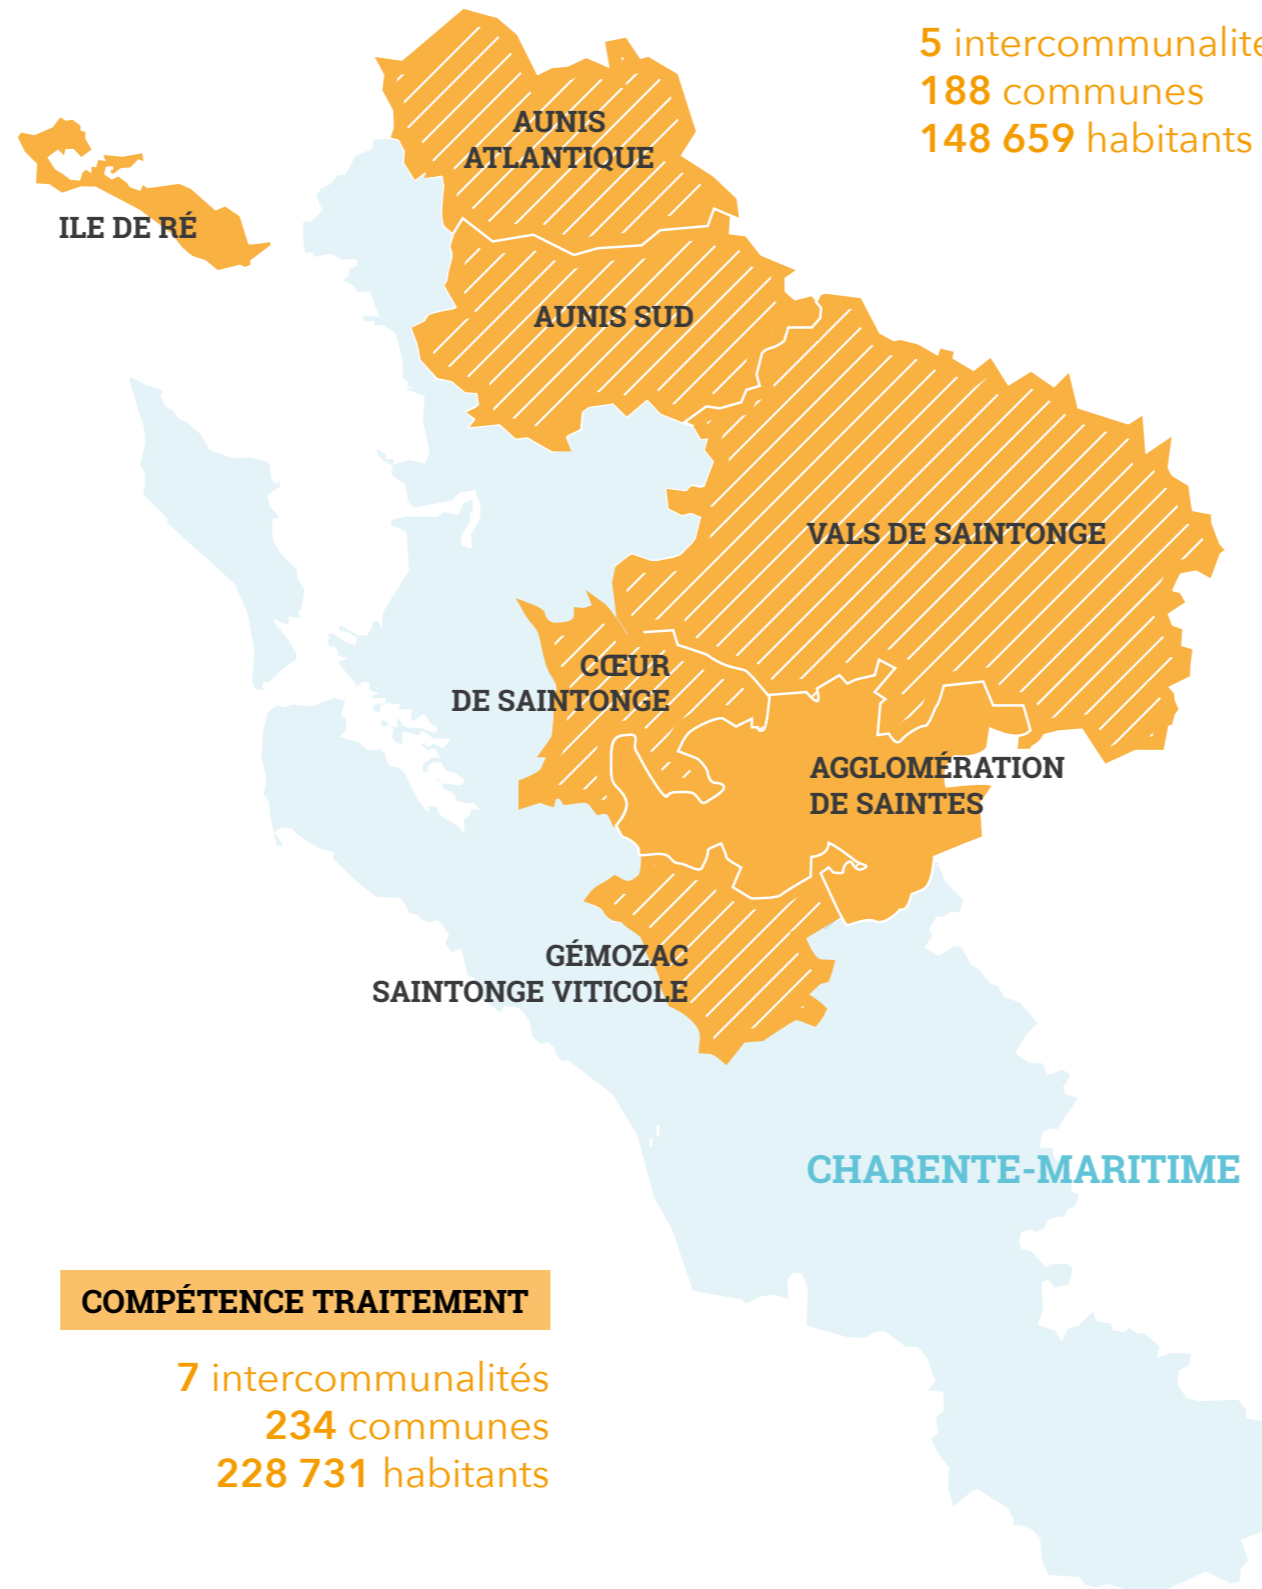 5 intercommunalité
188 communes
148 659 habitants
AUNIS
ATLANTIQUE
ILE DE RÉ
AUNIS SUD
VALS DE SAINTONGE
CŒUR
DE SAINTONGE
AGGLOMÉRATION
DE SAINTES
GÉMOZAC
SAINTONGE VITICOLE
CHARENTE-MARITIME
COMPÉTENCE TRAITEMENT
7 intercommunalités
234 communes
228 731 habitants